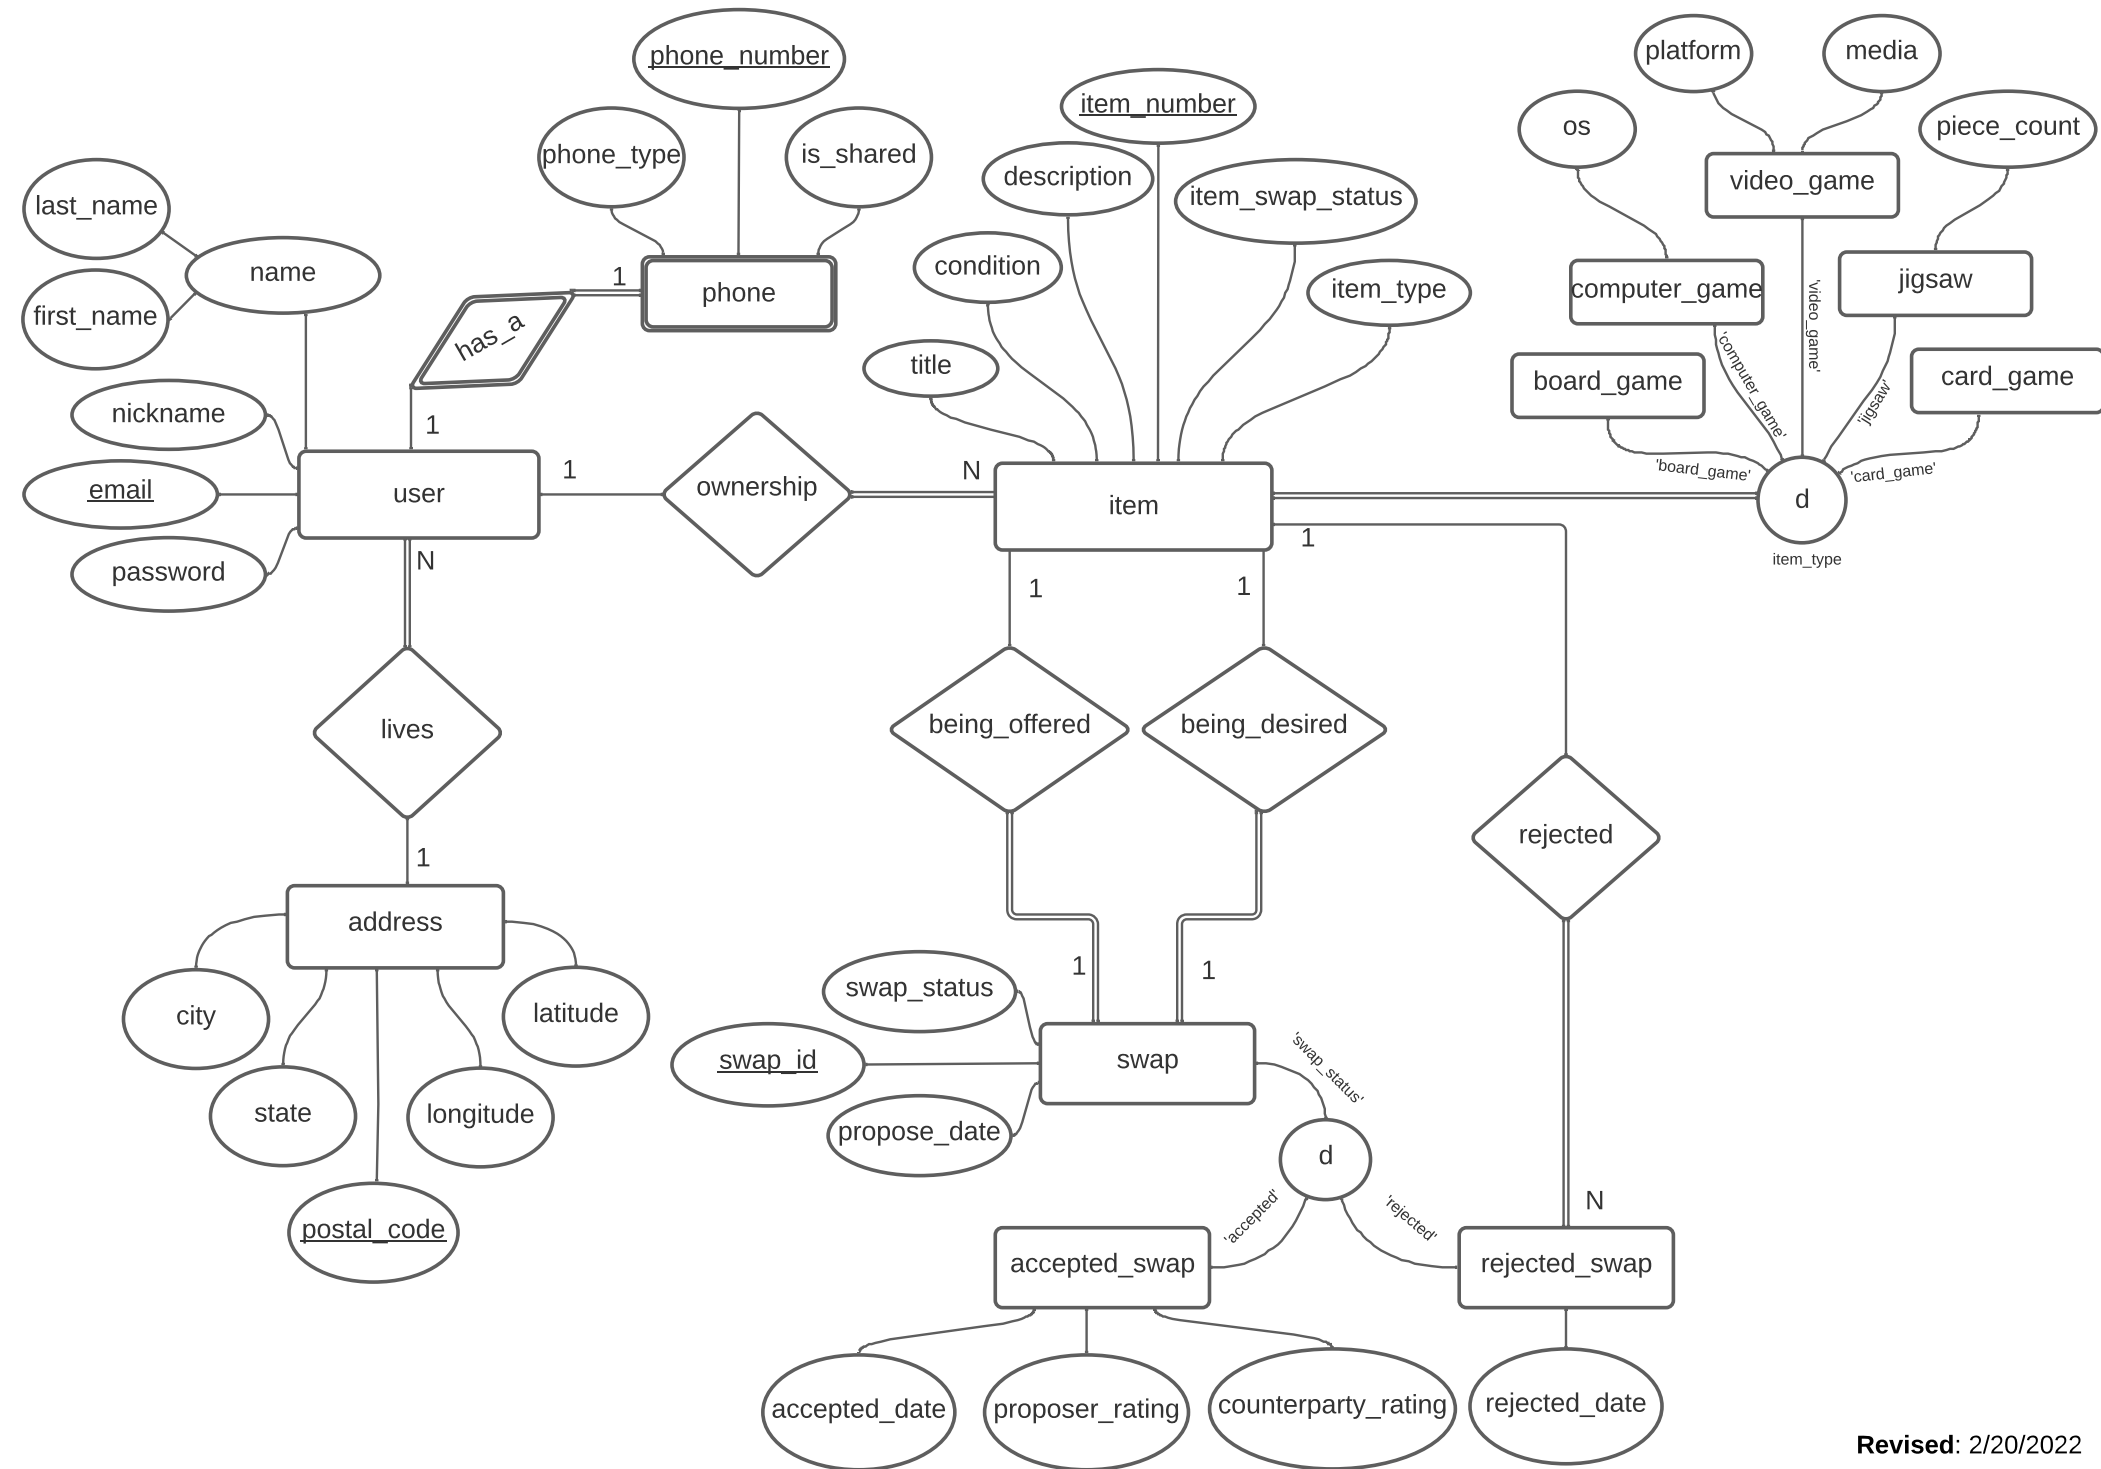 phone_number
platform
media
item_number
os
piece_count
phone_type
is_shared
description
item_swap_status
video_game
last_name
name
condition
item_type
computer_game
jigsaw
first_name
1
phone
has_a
'video_game'
title
board_game
card_game
'computer_game'
'jigsaw'
nickname
1
email
user
1
ownership
N
item
'board_game'
'card_game'
d
item_type
password
N
1
1
1
lives
being_offered
being_desired
rejected
1
address
swap_status
1
1
city
latitude
state
longitude
swap_id
swap
'swap_status'
propose_date
d
'accepted'
'rejected'
N
postal_code
accepted_swap
rejected_swap
accepted_date
proposer_rating
counterparty_rating
rejected_date
Revised: 2/20/2022